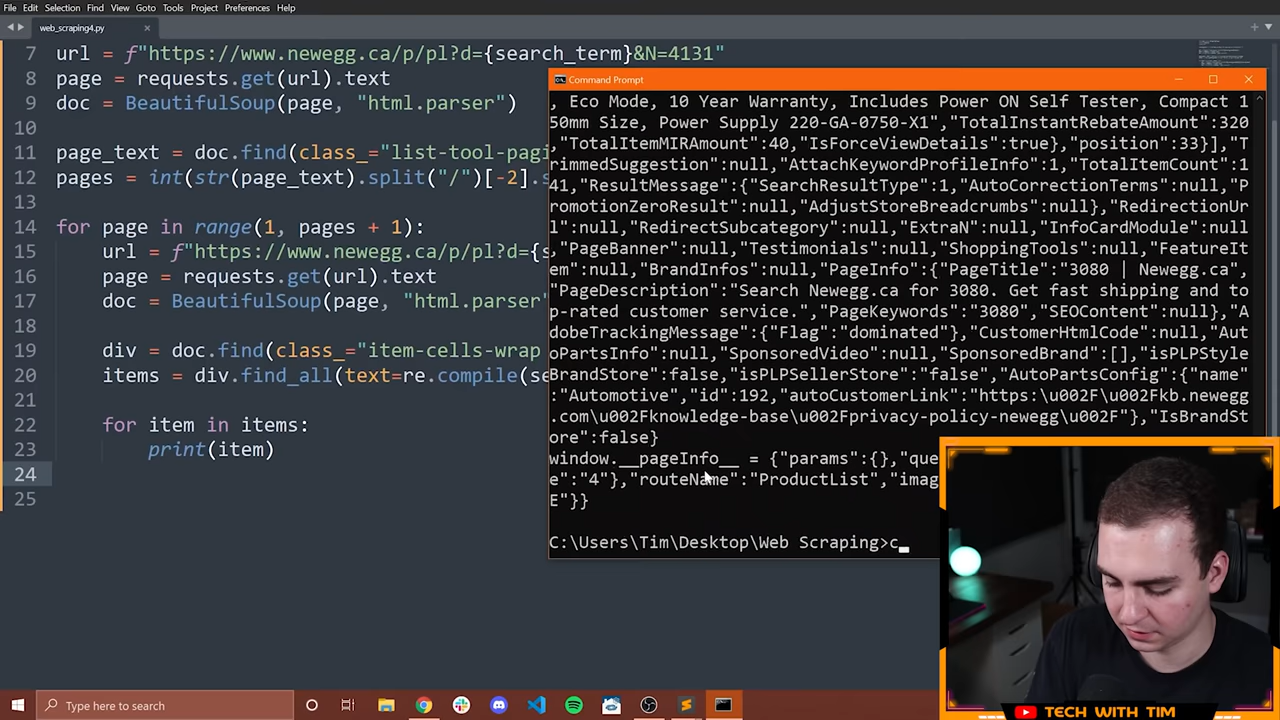 File Edit Selection Find View Goto Tools Project Preferences Help
web_scraping4.py
7 url = f"https://www.newegg.ca/p/pl?d={search_term}&N=4131"
8 page = requests.get(url).text
9 doc = BeautifulSoup(page, "html.parser")
10
11 page_text = doc.find(class_="list-tool-pagi
12 pages = int(str(page_text).split("/")[-2].s
13
14 for page in range(1, pages + 1):
15 url = f"https://www.newegg.ca/p/pl?d={s
16 page = requests.get(url).text
17 doc = BeautifulSoup(page, "html.parser"
18
19 div = doc.find(class_="item-cells-wrap
20 items = div.find_all(text=re.compile(se
21
22 for item in items:
23 print(item)
24
25
Command Prompt
, Eco Mode, 10 Year Warranty, Includes Power ON Self Tester, Compact 1
50mm Size, Power Supply 220-GA-0750-X1","TotalInstantRebateAmount":320
,"TotalItemMIRAmount":40,"IsForceViewDetails":true},"position":33}],"T
rimmedSuggestion":null,"AttachKeywordProfileInfo":1,"TotalItemCount":1
41,"ResultMessage":{"SearchResultType":1,"AutoCorrectionTerms":null,"P
romotionZeroResult":null,"AdjustStoreBreadcrumbs":null},"RedirectionUr
l":null,"RedirectSubcategory":null,"ExtraN":null,"InfoCardModule":null
,"PageBanner":null,"Testimonials":null,"ShoppingTools":null,"FeatureIt
em":null,"BrandInfos":null,"PageInfo":{"PageTitle":"3080 | Newegg.ca",
"PageDescription":"Search Newegg.ca for 3080. Get fast shipping and to
p-rated customer service.","PageKeywords":"3080","SEOContent":null},"A
dobeTrackingMessage":{"Flag":"dominated"},"CustomerHtmlCode":null,"Aut
oPartsInfo":null,"SponsoredVideo":null,"SponsoredBrand":[],"isPLPStyle
BrandStore":false,"isPLPSellerStore":"false","AutoPartsConfig":{"name"
:"Automotive","id":192,"autoCustomerLink":"https:\u002F\u002Fkb.newegg
.com\u002Fknowledge-base\u002Fprivacy-policy-newegg\u002F"},"IsBrandSt
ore":false}
window.__pageInfo__ = {"params":{},"que
e":"4"},"routeName":"ProductList","imag
E"}}
C:\Users\Tim\Desktop\Web Scraping>c
Type here to search
TECH WITH TIM